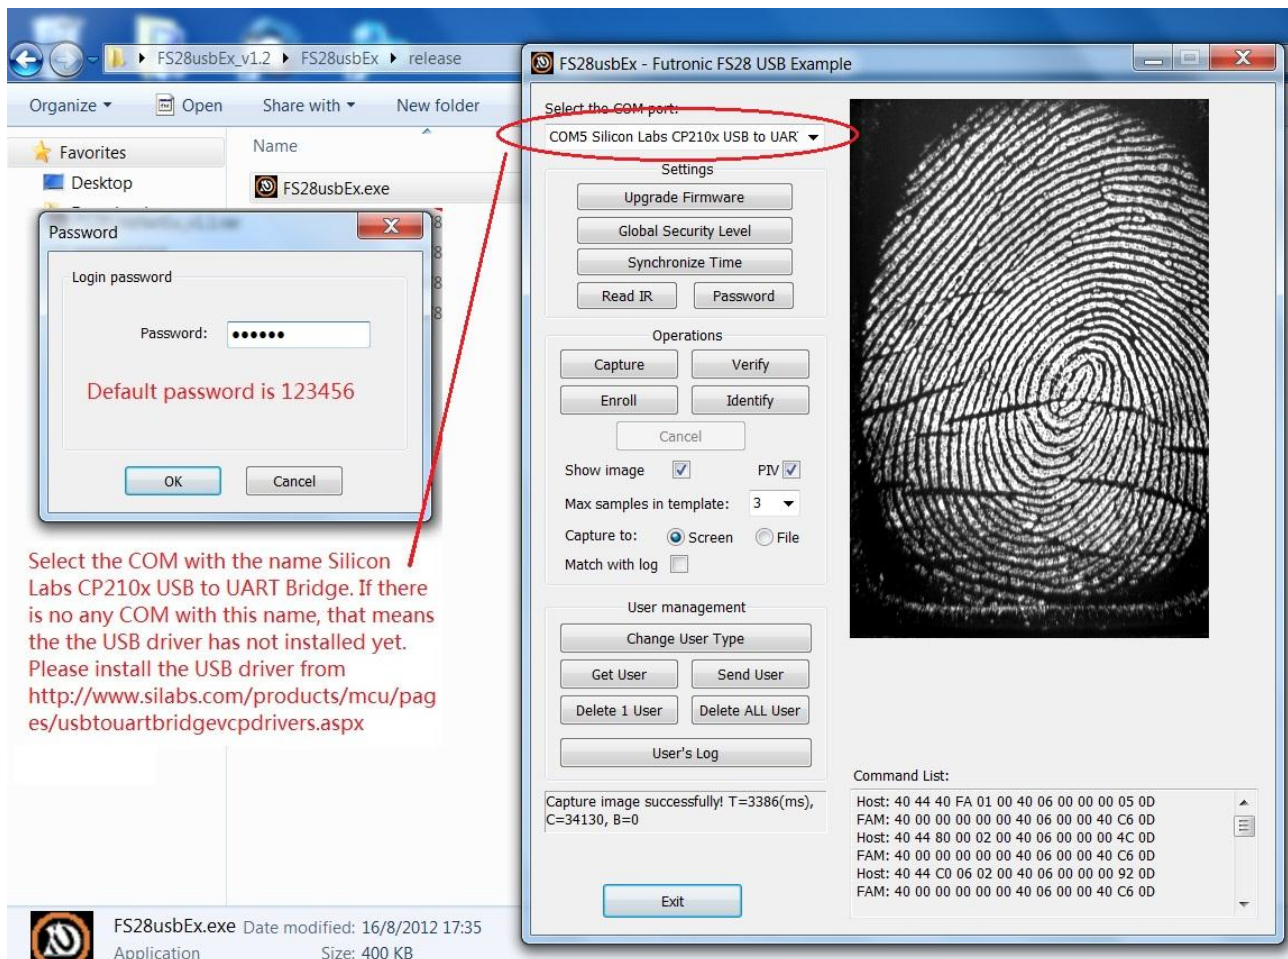 FS28usbEx_v1.2 ▸ FS28usbEx ▸ release
Organize ▾ Open Share with ▾ New folder
Favorites
Desktop
Name
FS28usbEx.exe
Password
Login password
Password: ••••••
Default password is 123456
OK Cancel
Select the COM with the name Silicon
Labs CP210x USB to UART Bridge. If there
is no any COM with this name, that means
the the USB driver has not installed yet.
Please install the USB driver from
http://www.silabs.com/products/mcu/pag
es/usbtouartbridgevcpdrivers.aspx
FS28usbEx.exe Date modified: 16/8/2012 17:35
Application Size: 400 KB
FS28usbEx - Futronic FS28 USB Example
Select the COM port:
COM5 Silicon Labs CP210x USB to UAR
Settings
Upgrade Firmware
Global Security Level
Synchronize Time
Read IR Password
Operations
Capture Verify
Enroll Identify
Cancel
Show image PIV
Max samples in template: 3
Capture to: Screen File
Match with log
User management
Change User Type
Get User Send User
Delete 1 User Delete ALL User
User's Log
Capture image successfully! T=3386(ms),
C=34130, B=0
Exit
Command List:
Host: 40 44 40 FA 01 00 40 06 00 00 00 05 0D
FAM: 40 00 00 00 00 00 40 06 00 00 40 C6 0D
Host: 40 44 80 00 02 00 40 06 00 00 00 4C 0D
FAM: 40 00 00 00 00 00 40 06 00 00 40 C6 0D
Host: 40 44 C0 06 02 00 40 06 00 00 00 92 0D
FAM: 40 00 00 00 00 00 40 06 00 00 40 C6 0D